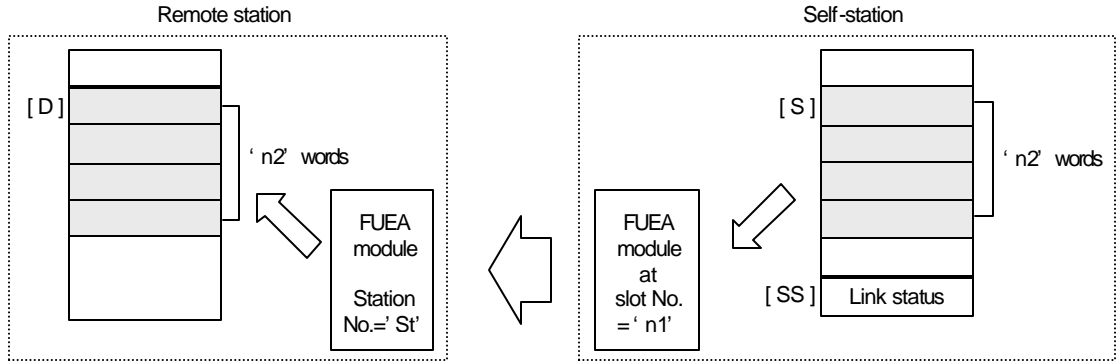 Remote station
[ D ]
‘ n2’ words
FUEA
module
Station
No.=’ St’
Self-station
FUEA
module
at
slot No.
=‘ n1’
[ S ]
‘ n2’ words
[ SS ]
Link status